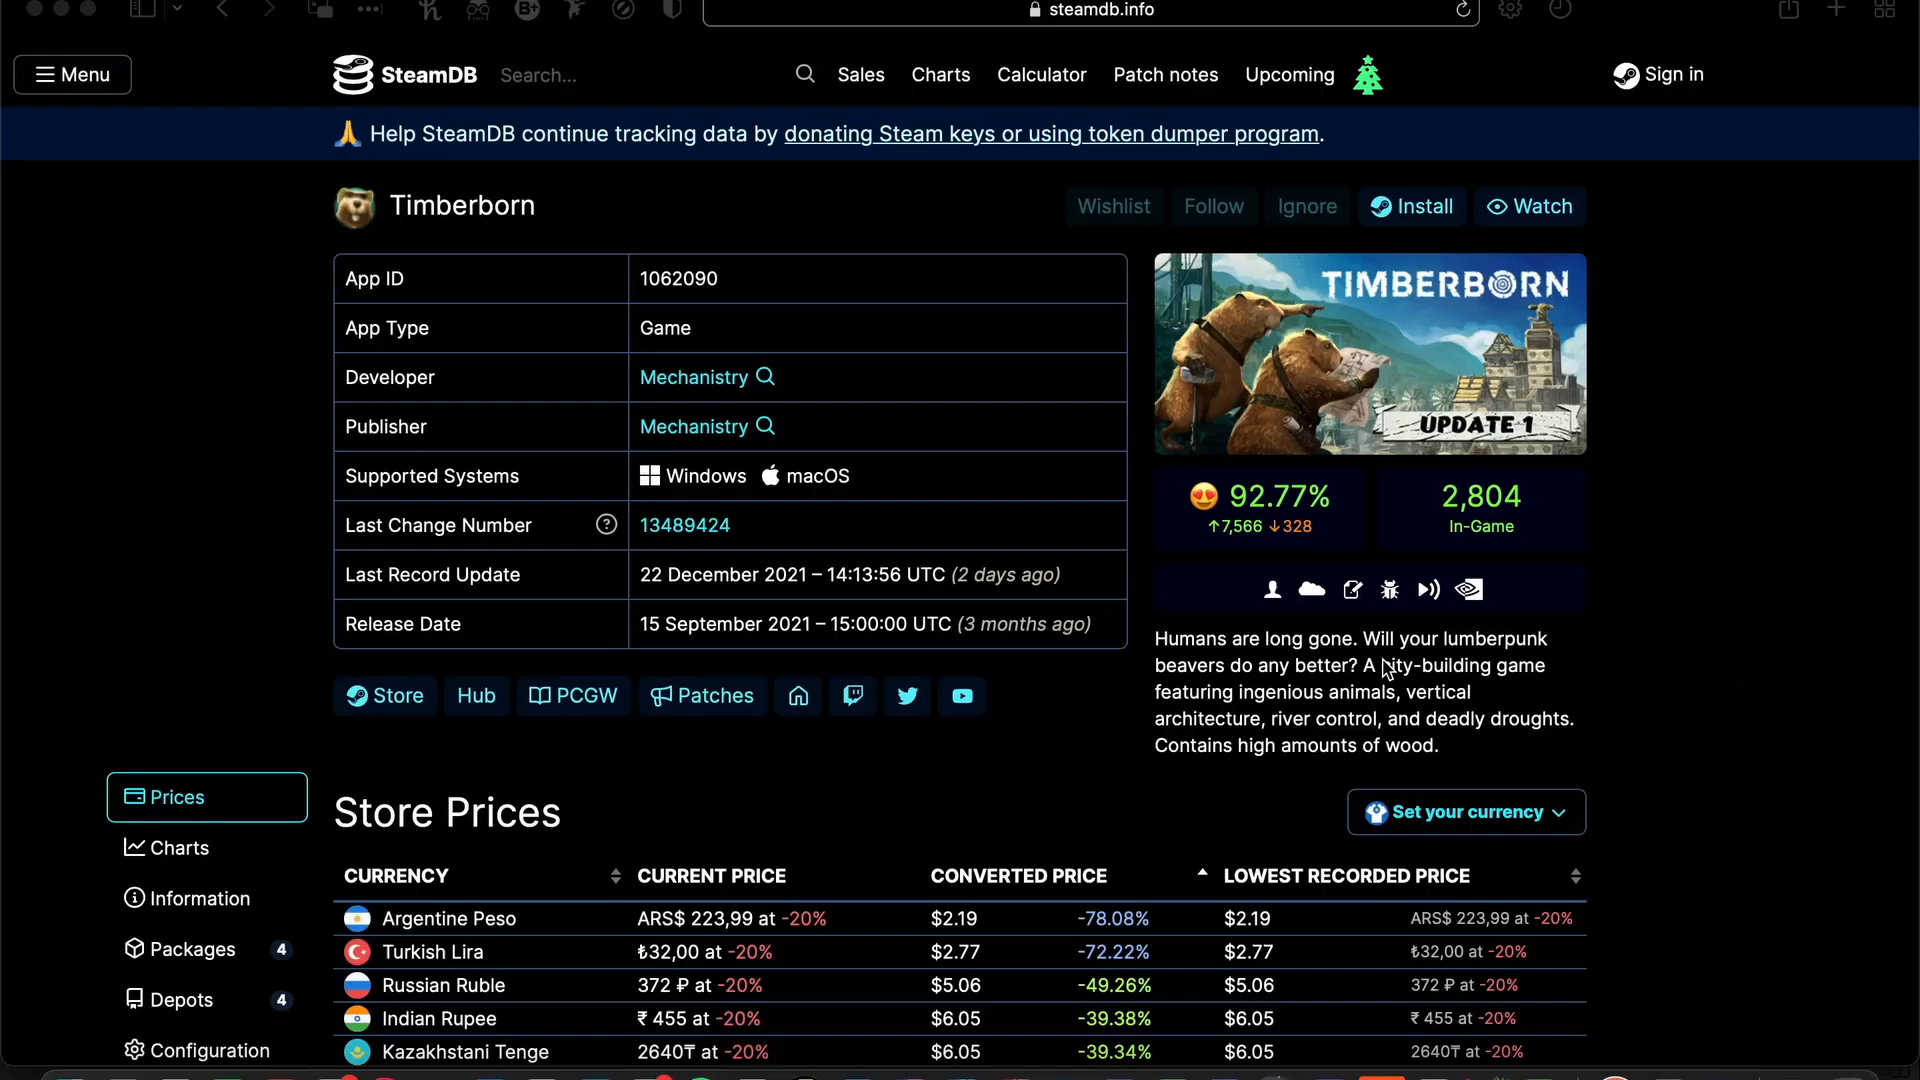 steamdb.info
Menu
SteamDB
Search...
Sales
Charts
Calculator
Patch notes
Upcoming
Sign in
Help SteamDB continue tracking data by donating Steam keys or using token dumper program.
Timberborn
Wishlist
Follow
Ignore
Install
Watch
App ID 1062090
App Type Game
Developer Mechanistry
Publisher Mechanistry
Supported Systems Windows macOS
Last Change Number ? 13489424
Last Record Update 22 December 2021 – 14:13:56 UTC (2 days ago)
Release Date 15 September 2021 – 15:00:00 UTC (3 months ago)
TIMBERBORN
UPDATE 1
92.77%
↑7,566 ↓328
2,804
In-Game
Humans are long gone. Will your lumberpunk
beavers do any better? A city-building game
featuring ingenious animals, vertical
architecture, river control, and deadly droughts.
Contains high amounts of wood.
Store
Hub
PCGW
Patches
Prices
Charts
Information
Packages 4
Depots 4
Configuration
Store Prices
Set your currency
CURRENCY CURRENT PRICE CONVERTED PRICE LOWEST RECORDED PRICE
Argentine Peso ARS$ 223,99 at -20% $2.19 -78.08% $2.19 ARS$ 223,99 at -20%
Turkish Lira ₺32,00 at -20% $2.77 -72.22% $2.77 ₺32,00 at -20%
Russian Ruble 372 ₽ at -20% $5.06 -49.26% $5.06 372 ₽ at -20%
Indian Rupee ₹ 455 at -20% $6.05 -39.38% $6.05 ₹ 455 at -20%
Kazakhstani Tenge 2640₸ at -20% $6.05 -39.34% $6.05 2640₸ at -20%